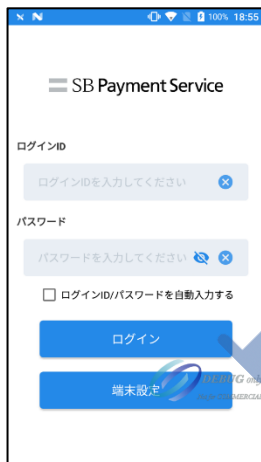 100% 18:55
SB Payment Service
ログインID
ログインIDを入力してください
パスワード
パスワードを入力してください
ログインID/パスワードを自動入力する
ログイン
端末設定
DEBUG only